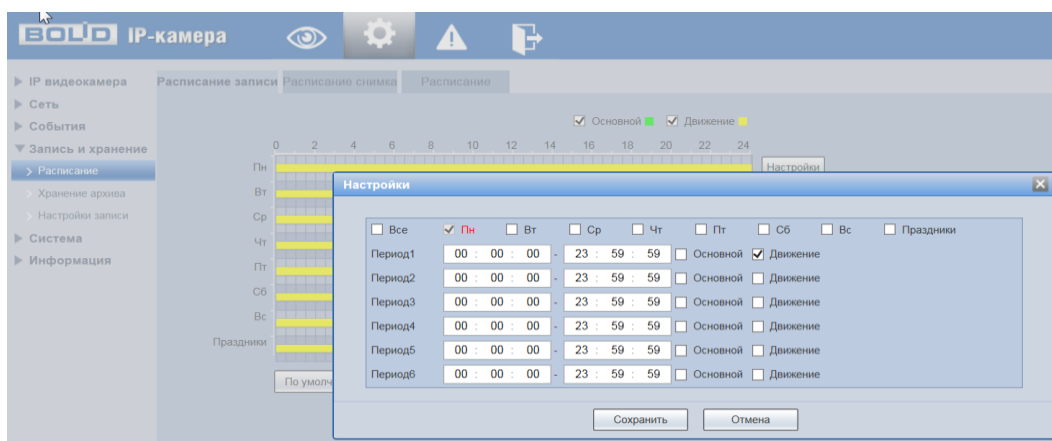 BOLID IP-камера
IP видеокамера
Сеть
События
Запись и хранение
Расписание
Хранение архива
Настройки записи
Система
Информация
Расписание записи Расписание снимка Расписание
Основной Движение
0 2 4 6 8 10 12 14 16 18 20 22 24
Пн Настройки
Вт
Ср
Чт
Пт
Сб
Вс
Праздники
По умолч
Настройки
Все Пн Вт Ср Чт Пт Сб Вс Праздники
Период1 00 : 00 : 00 - 23 : 59 : 59 Основной Движение
Период2 00 : 00 : 00 - 23 : 59 : 59 Основной Движение
Период3 00 : 00 : 00 - 23 : 59 : 59 Основной Движение
Период4 00 : 00 : 00 - 23 : 59 : 59 Основной Движение
Период5 00 : 00 : 00 - 23 : 59 : 59 Основной Движение
Период6 00 : 00 : 00 - 23 : 59 : 59 Основной Движение
Сохранить Отмена